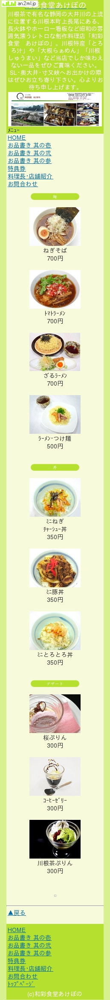 an.2ml.jp
和彩食堂あけぼの
川根茶で有名な静岡の大井川の上流
に位置する川根本町上長尾にある、
長火鉢やホーロー看板など昭和の雰
囲気漂うレトロな創作料理店「和彩
食堂　あけぼの」。川根特産「とろ
ろ汁」や「大根らぁめん」「川根
しゅうまい」など当店でしか味わえ
ない一品をぜひご賞味ください。
SL･奥大井･寸又峡へお出かけの際
はぜひお立ち寄り下さい。心よりお
待ち申し上げます。
和彩食堂 あけぼの
ﾒﾆｭｰ
HOME
お品書き 其の壱
お品書き 其の弐
お品書き 其の参
特典券
料理長･店舗紹介
お問合わせ
麺
ねぎそば
700円
ﾄﾏﾄﾗｰﾒﾝ
700円
ざるﾗｰﾒﾝ
700円
ﾗｰﾒﾝ･つけ麺
500円
丼
ﾐﾆねぎ
ﾁｬｰｼｭｰ丼
350円
ﾐﾆ豚丼
350円
ﾐﾆとろとろ丼
350円
デザート
桜ぷりん
300円
ｺｰﾋｰｾﾞﾘｰ
300円
川根茶ぷりん
300円
▲戻る
HOME
お品書き 其の壱
お品書き 其の弐
お品書き 其の参
特典券
料理長･店舗紹介
お問合わせ
ﾄｯﾌﾟﾍﾟｰｼﾞ
(c)和彩食堂あけぼの